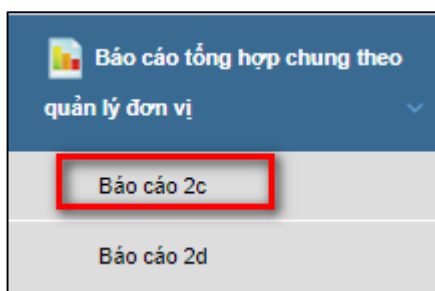 Báo cáo tổng hợp chung theo
quản lý đơn vị
Báo cáo 2c
Báo cáo 2d